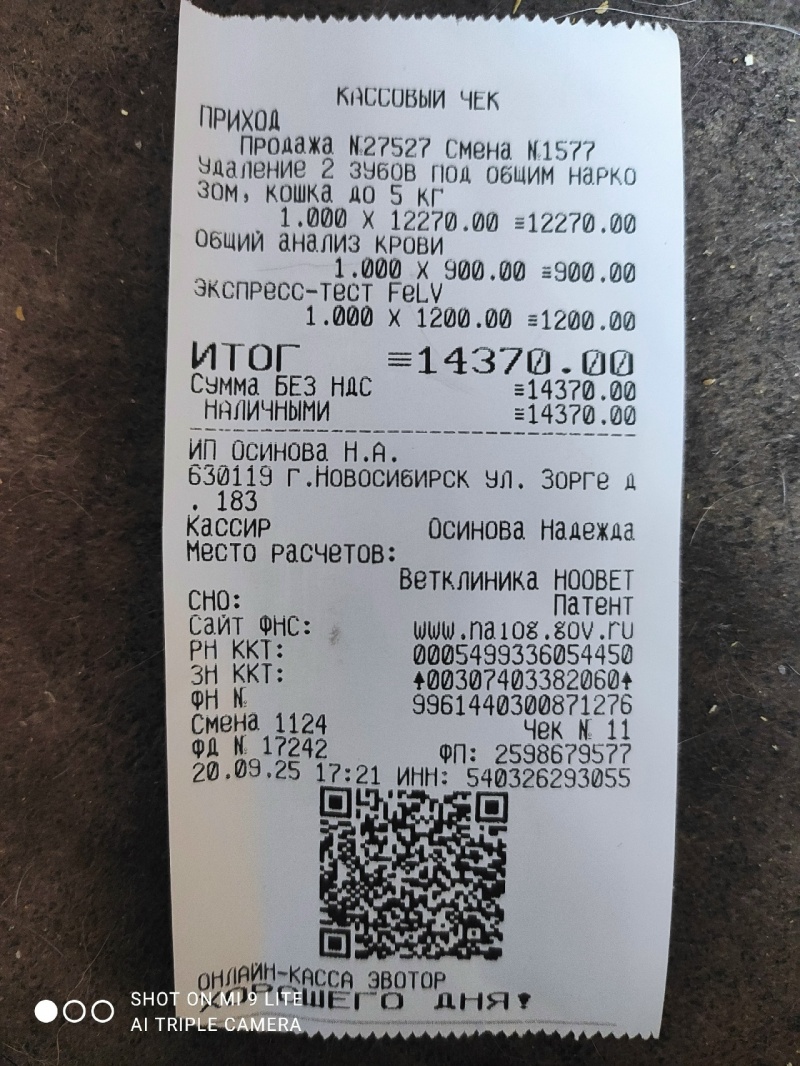 КАССОВЫЙ ЧЕК
ПРИХОД
Продажа №27527 Смена №1577
Удаление 2 зубов под общим нарко
зом, кошка до 5 кг
1.000 X 12270.00 ≡12270.00
Общий анализ крови
1.000 X 900.00 ≡900.00
Экспресс-тест FeLV
1.000 X 1200.00 ≡1200.00
ИТОГ ≡14370.00
Сумма БЕЗ НДС ≡14370.00
НАЛИЧНЫМИ ≡14370.00
ИП Осинова Н.А.
630119 г.Новосибирск ул. Зорге д
. 183
Кассир Осинова Надежда
Место расчетов:
Ветклиника НООВЕТ
СНО: Патент
Сайт ФНС: www.nalog.gov.ru
РН ККТ: 0005499336054450
ЗН ККТ: ↑00307403382060↑
ФН № 9961440300871276
Смена 1124 Чек № 11
ФД № 17242 ФП: 2598679577
20.09.25 17:21 ИНН: 540326293055
ОНЛАЙН-КАССА ЭВОТОР
ХОРОШЕГО ДНЯ!
SHOT ON MI 9 LITE
AI TRIPLE CAMERA